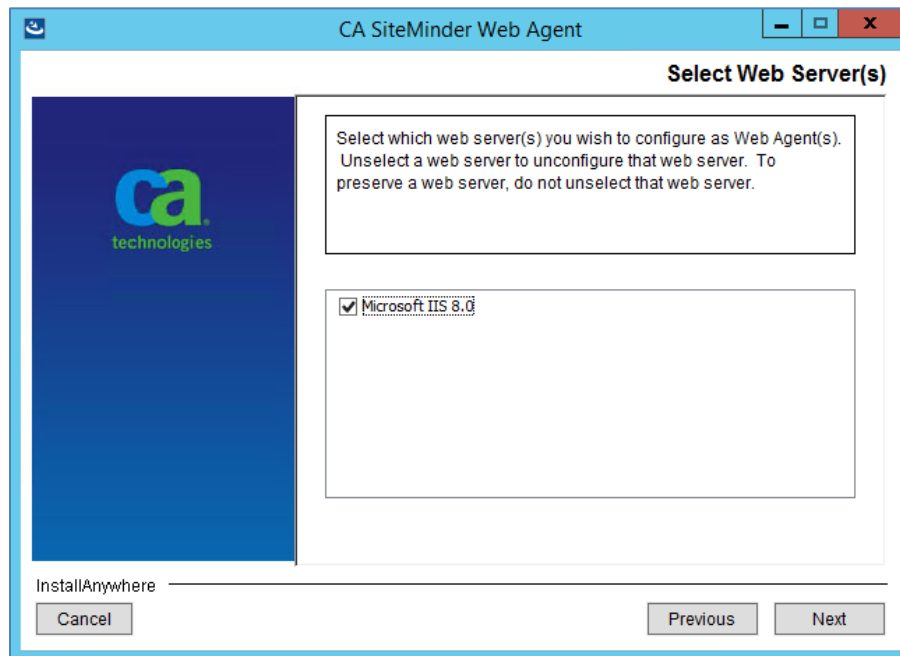 CA SiteMinder Web Agent
Select Web Server(s)
Select which web server(s) you wish to configure as Web Agent(s).
Unselect a web server to unconfigure that web server. To
preserve a web server, do not unselect that web server.
ca
technologies
Microsoft IIS 8.0
InstallAnywhere
Cancel
Previous
Next